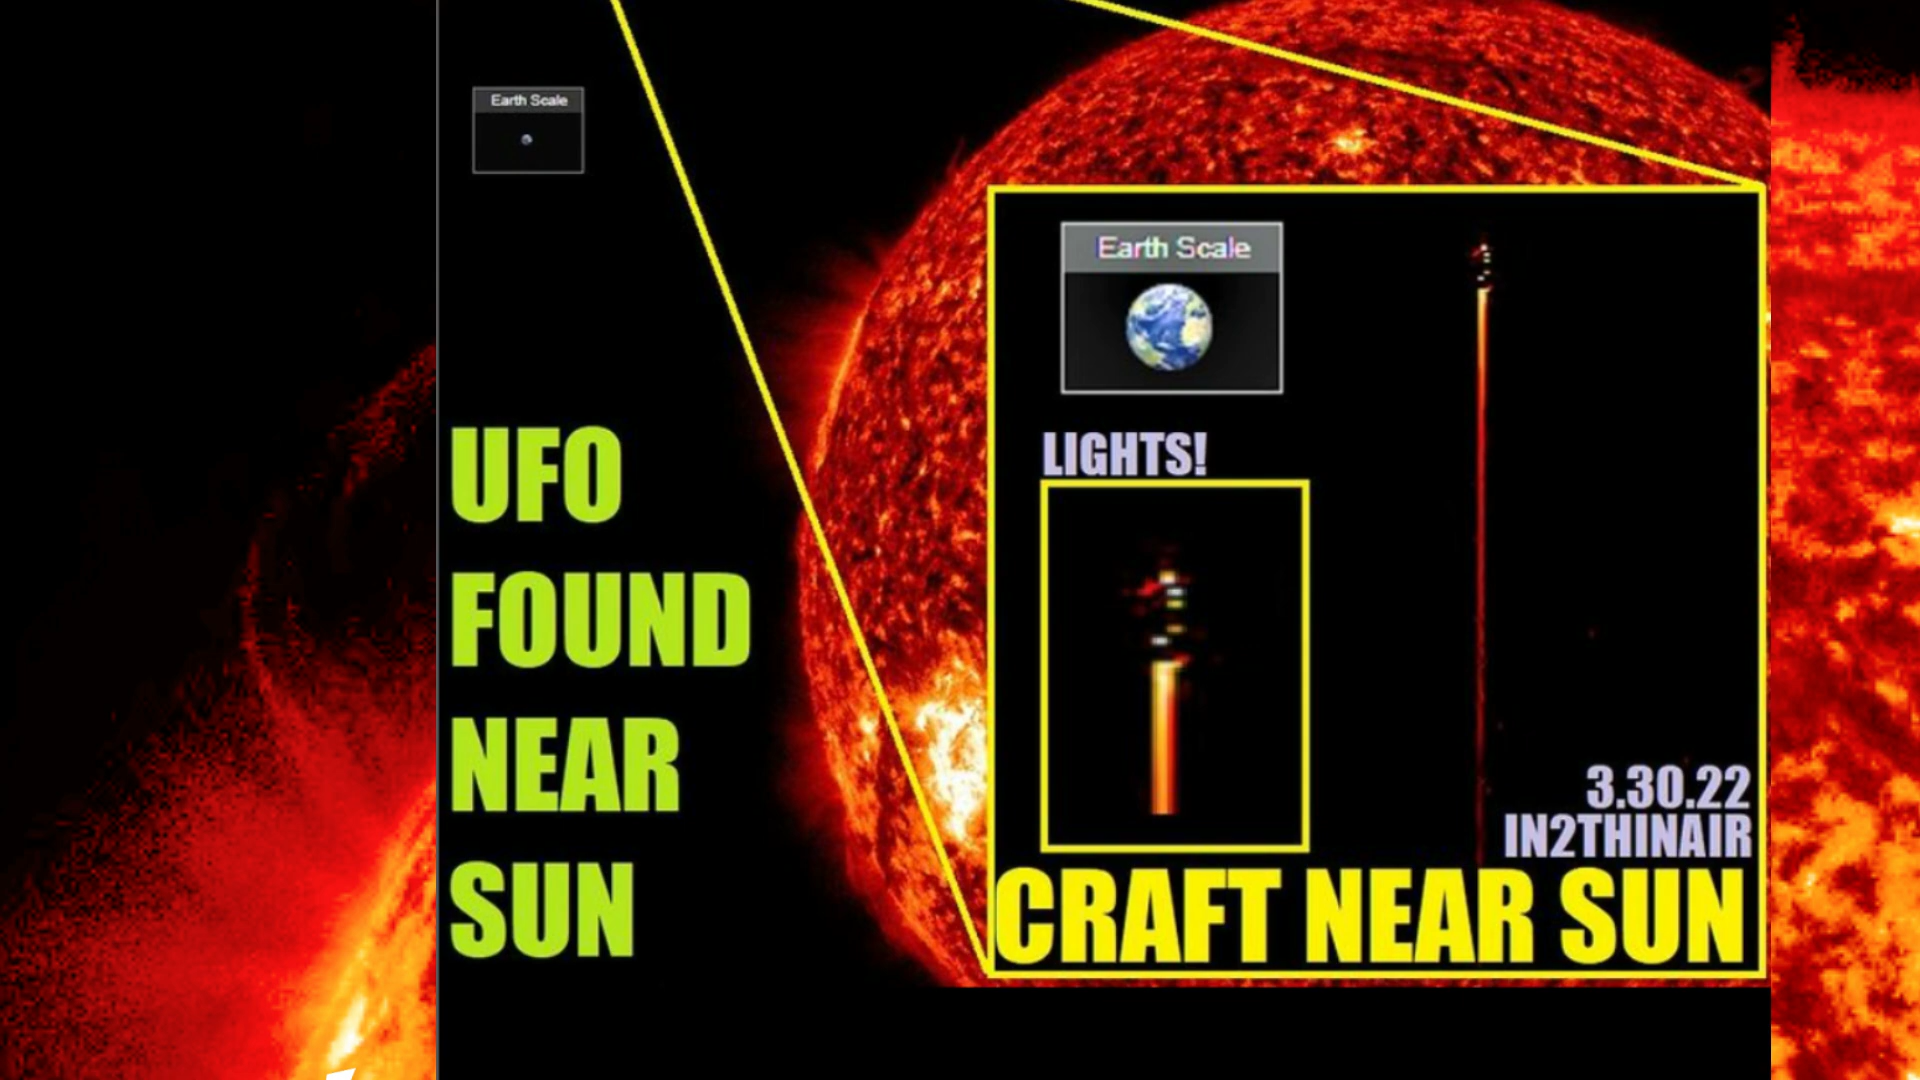 Earth Scale
UFO
FOUND
NEAR
SUN
Earth Scale
LIGHTS!
3.30.22
IN2THINAIR
CRAFT NEAR SUN